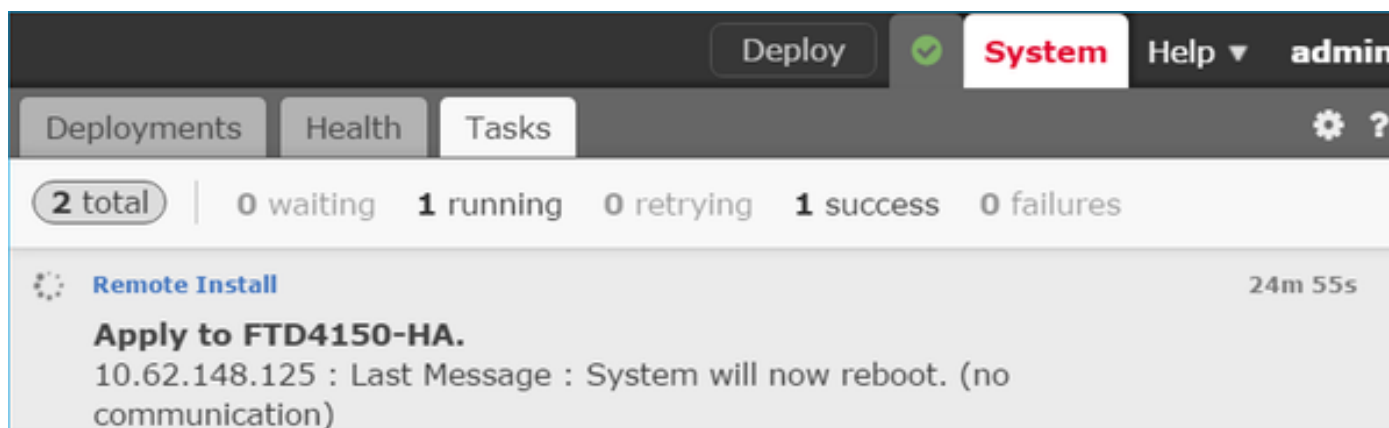 Deploy System Help ▼ admin
Deployments Health Tasks ?
2 total 0 waiting 1 running 0 retrying 1 success 0 failures
Remote Install 24m 55s
Apply to FTD4150-HA.
10.62.148.125 : Last Message : System will now reboot. (no
communication)